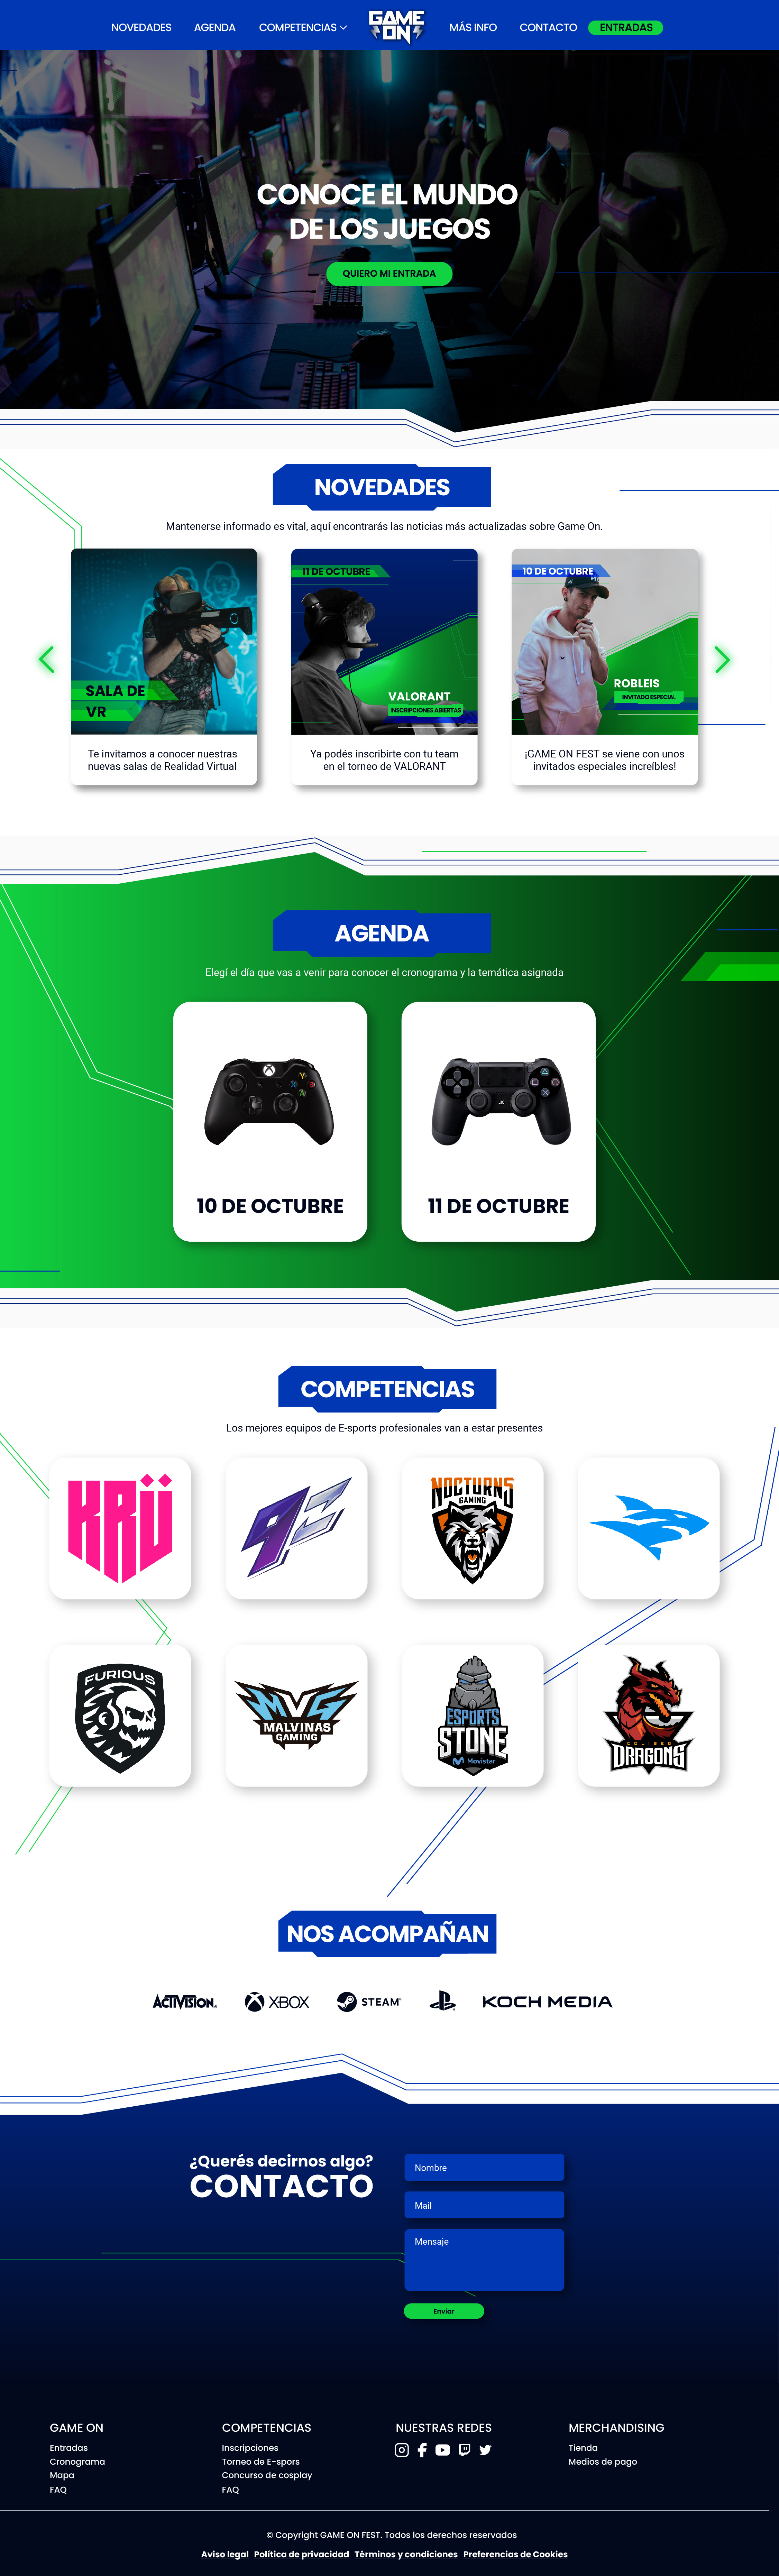 NOVEDADES AGENDA COMPETENCIAS GAME ON MÁS INFO CONTACTO ENTRADAS
CONOCE EL MUNDO
DE LOS JUEGOS
QUIERO MI ENTRADA
NOVEDADES
Mantenerse informado es vital, aquí encontrarás las noticias más actualizadas sobre Game On.
SALA DE
VR
Te invitamos a conocer nuestras
nuevas salas de Realidad Virtual
11 DE OCTUBRE
VALORANT
INSCRIPCIONES ABIERTAS
Ya podés inscribirte con tu team
en el torneo de VALORANT
10 DE OCTUBRE
ROBLEIS
INVITADO ESPECIAL
¡GAME ON FEST se viene con unos
invitados especiales increíbles!
AGENDA
Elegí el día que vas a venir para conocer el cronograma y la temática asignada
10 DE OCTUBRE
11 DE OCTUBRE
COMPETENCIAS
Los mejores equipos de E-sports profesionales van a estar presentes
KRÜ
9Z
NOCTURNS
GAMING
FURIOUS
MVG
MALVINAS
GAMING
ESPORTS
STONE
Movistar
COLISEO
DRAGONS
NOS ACOMPAÑAN
ACTIVISION. XBOX STEAM KOCH MEDIA
¿Querés decirnos algo?
CONTACTO
Nombre
Mail
Mensaje
Enviar
GAME ON
Entradas
Cronograma
Mapa
FAQ
COMPETENCIAS
Inscripciones
Torneo de E-spors
Concurso de cosplay
FAQ
NUESTRAS REDES
MERCHANDISING
Tienda
Medios de pago
© Copyright GAME ON FEST. Todos los derechos reservados
Aviso legal Política de privacidad Términos y condiciones Preferencias de Cookies